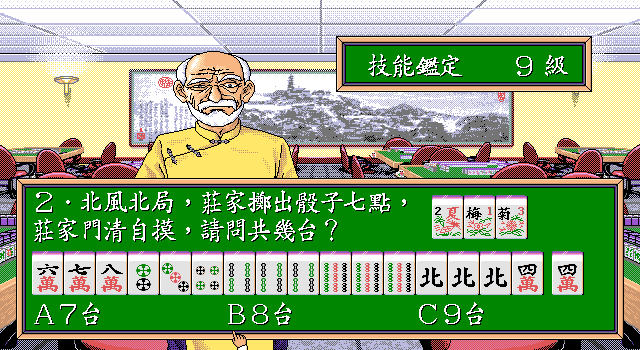 技能鑑定 9級
2．北風北局，莊家擲出骰子七點，
莊家門清自摸，請問共幾台？
2 夏 梅 1 菊 3
六萬 七萬 八萬 北 北 北 四萬 四萬
A7台 B8台 C9台